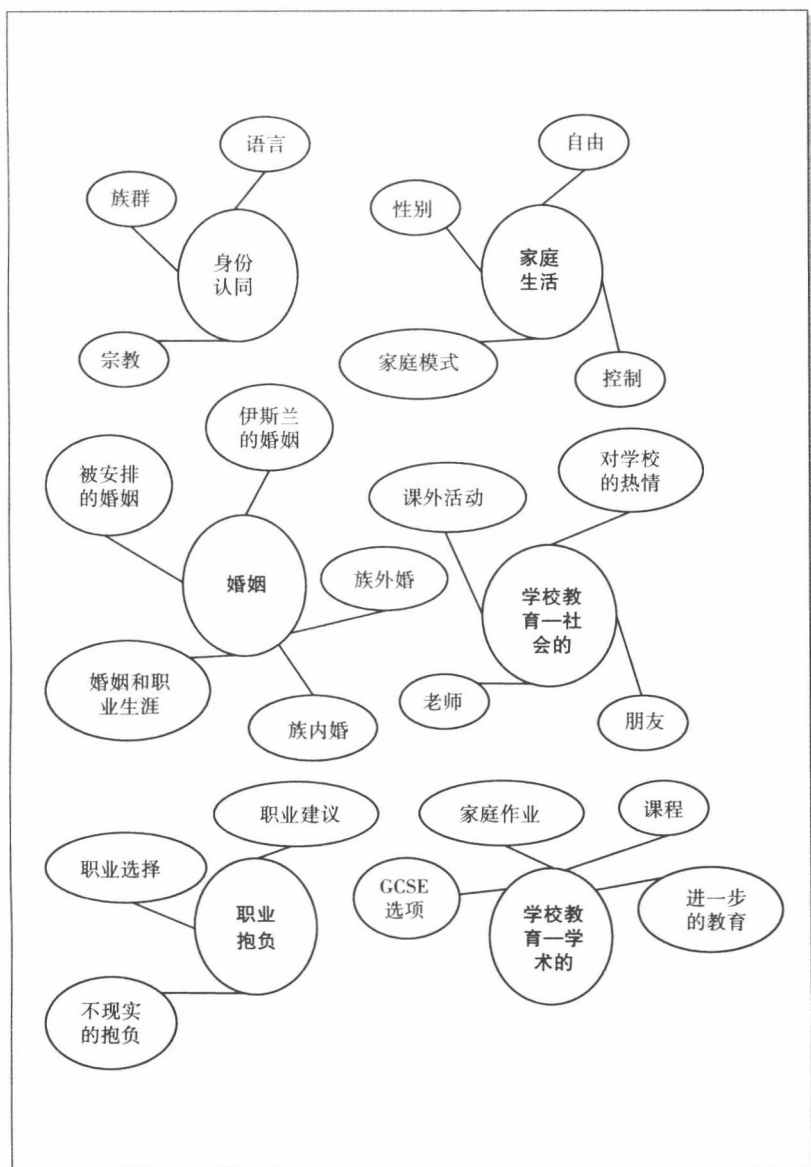 语言
族群
身份
认同
宗教
自由
性别
家庭
生活
家庭模式
控制
伊斯兰
的婚姻
被安排
的婚姻
婚姻
族外婚
婚姻和职
业生涯
族内婚
对学校
的热情
课外活动
学校教
育—社
会的
老师
朋友
职业建议
职业选择
职业
抱负
不现实
的抱负
家庭作业
课程
GCSE
选项
学校教
育—学
术的
进一步
的教育